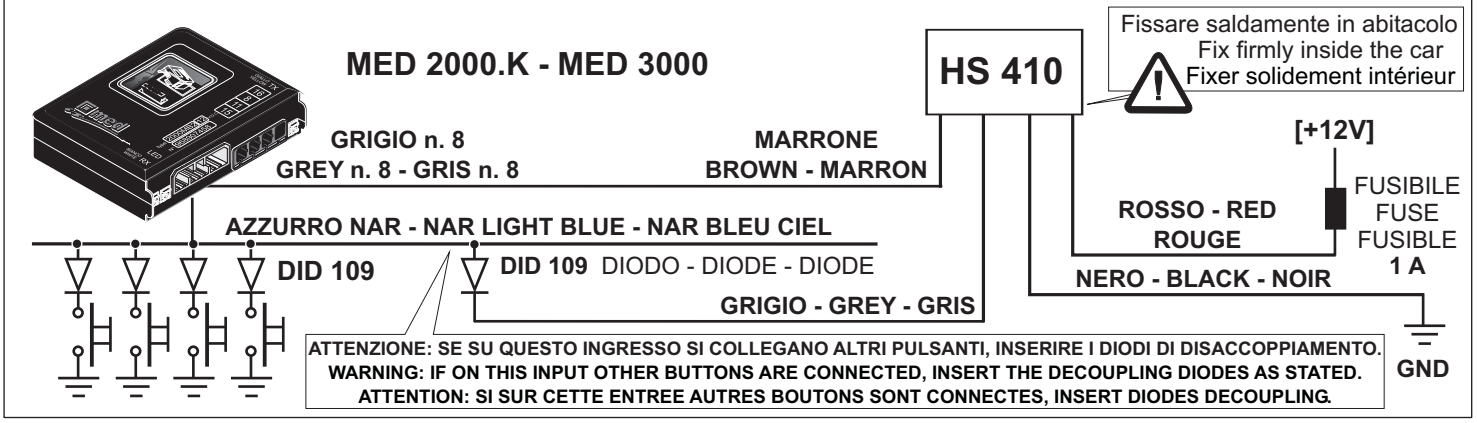 MED 2000.K - MED 3000
HS 410
Fissare saldamente in abitacolo
Fix firmly inside the car
Fixer solidement intérieur
GRIGIO n. 8
GREY n. 8 - GRIS n. 8
MARRONE
BROWN - MARRON
[+12V]
ROSSO - RED
ROUGE
FUSIBILE
FUSE
FUSIBLE
1 A
AZZURRO NAR - NAR LIGHT BLUE - NAR BLEU CIEL
DID 109
DID 109 DIODO - DIODE - DIODE
NERO - BLACK - NOIR
GRIGIO - GREY - GRIS
GND
ATTENZIONE: SE SU QUESTO INGRESSO SI COLLEGANO ALTRI PULSANTI, INSERIRE I DIODI DI DISACCOPPIAMENTO.
WARNING: IF ON THIS INPUT OTHER BUTTONS ARE CONNECTED, INSERT THE DECOUPLING DIODES AS STATED.
ATTENTION: SI SUR CETTE ENTREE AUTRES BOUTONS SONT CONNECTES, INSERT DIODES DECOUPLING.
med
LED
RX
TX